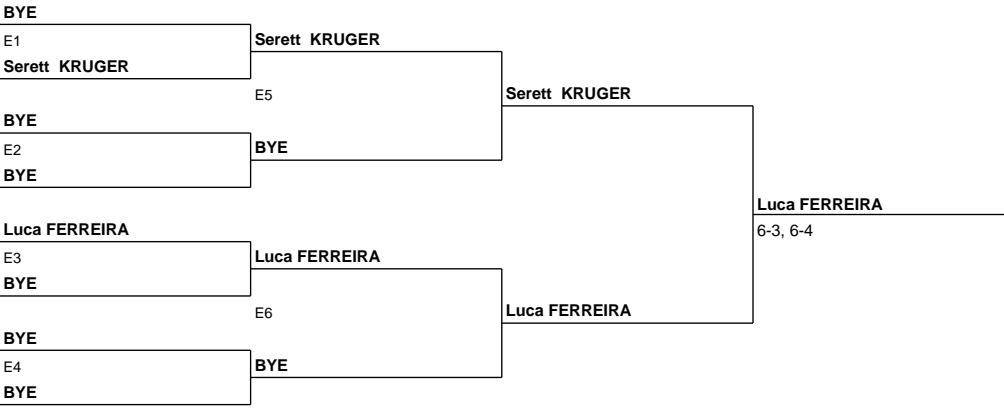 BYE
E1
Serett KRUGER
Serett KRUGER
E5
Serett KRUGER
BYE
E2
BYE
BYE
Luca FERREIRA
6-3, 6-4
Luca FERREIRA
E3
BYE
Luca FERREIRA
E6
Luca FERREIRA
BYE
E4
BYE
BYE